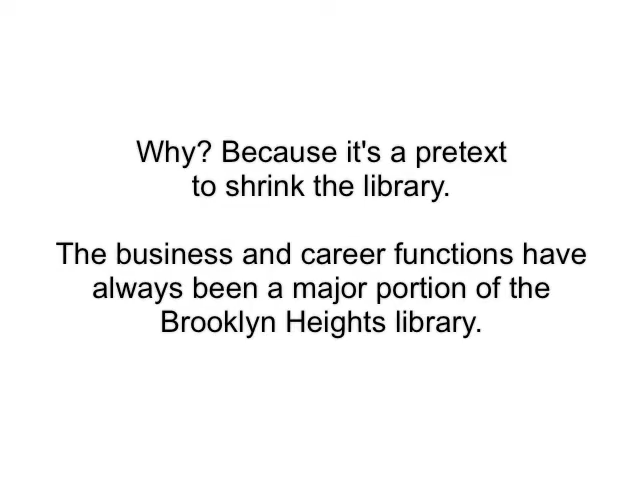 Why? Because it's a pretext
to shrink the library.
The business and career functions have
always been a major portion of the
Brooklyn Heights library.